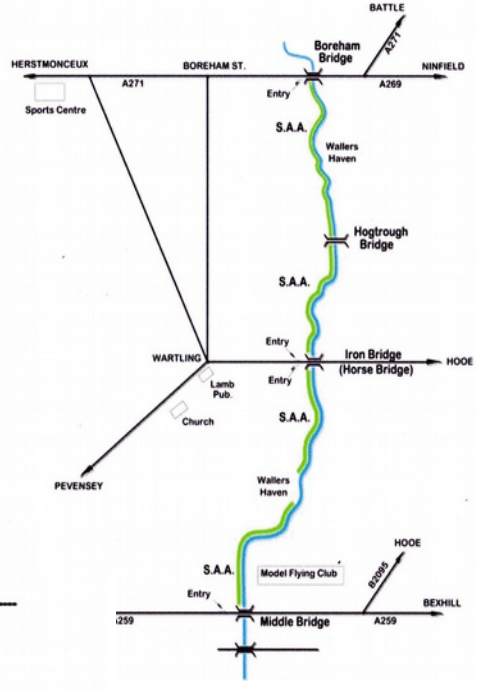 BATTLE
A271
Boreham
Bridge
HERSTMONCEUX
BOREHAM ST.
NINFIELD
A271
A269
Entry
Sports Centre
S.A.A.
Wallers
Haven
Hogtrough
Bridge
S.A.A.
Entry
WARTLING
Iron Bridge
(Horse Bridge)
HOOE
Entry
Lamb
Pub.
Church
S.A.A.
PEVENSEY
Wallers
Haven
HOOE
S.A.A.
Model Flying Club
B2095
Entry
BEXHILL
A259
Middle Bridge
A259